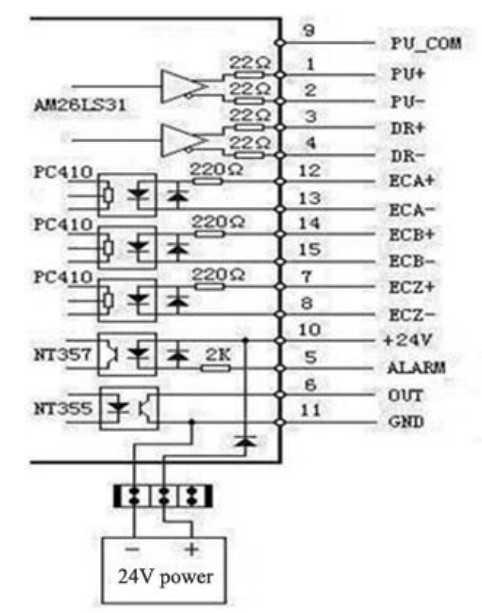 9 PU_COM
22Ω 1 PU+
22Ω 2 PU-
AM26LS31
22Ω 3 DR+
22Ω 4 DR-
PC410 220Ω 12 ECA+
13 ECA-
PC410 220Ω 14 ECB+
15 ECB-
PC410 220Ω 7 ECZ+
8 ECZ-
10 +24V
NT357 2K 5 ALARM
6 OUT
NT355 11 GND
- +
24V power